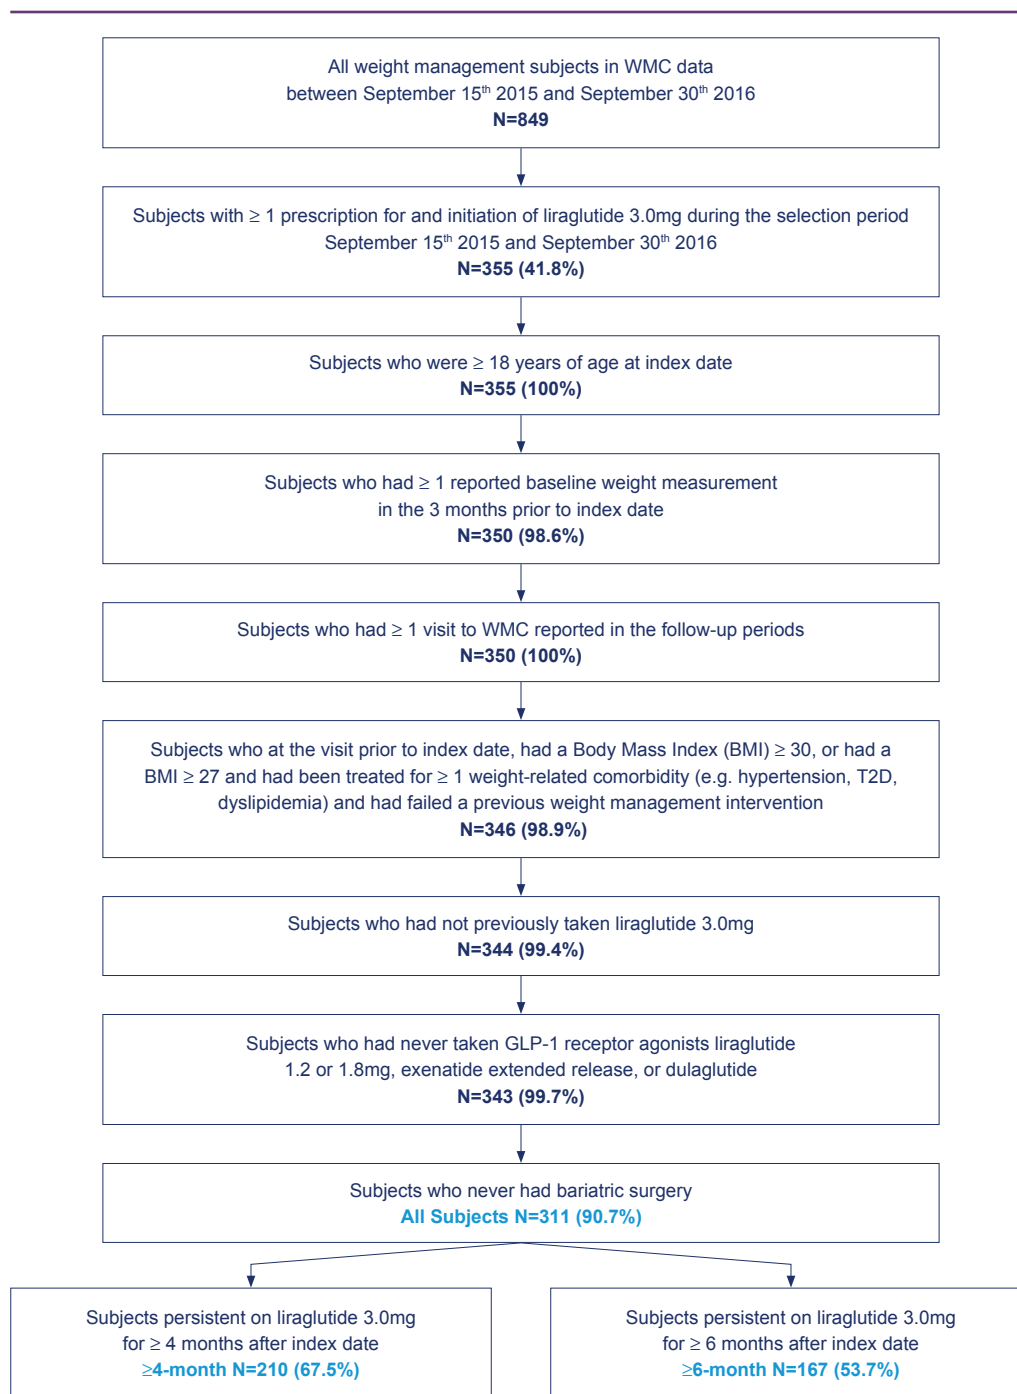 All weight management subjects in WMC data
between September 15th 2015 and September 30th 2016
N=849
Subjects with ≥ 1 prescription for and initiation of liraglutide 3.0mg during the selection period
September 15th 2015 and September 30th 2016
N=355 (41.8%)
Subjects who were ≥ 18 years of age at index date
N=355 (100%)
Subjects who had ≥ 1 reported baseline weight measurement
in the 3 months prior to index date
N=350 (98.6%)
Subjects who had ≥ 1 visit to WMC reported in the follow-up periods
N=350 (100%)
Subjects who at the visit prior to index date, had a Body Mass Index (BMI) ≥ 30, or had a
BMI ≥ 27 and had been treated for ≥ 1 weight-related comorbidity (e.g. hypertension, T2D,
dyslipidemia) and had failed a previous weight management intervention
N=346 (98.9%)
Subjects who had not previously taken liraglutide 3.0mg
N=344 (99.4%)
Subjects who had never taken GLP-1 receptor agonists liraglutide
1.2 or 1.8mg, exenatide extended release, or dulaglutide
N=343 (99.7%)
Subjects who never had bariatric surgery
All Subjects N=311 (90.7%)
Subjects persistent on liraglutide 3.0mg
for ≥ 4 months after index date
≥4-month N=210 (67.5%)
Subjects persistent on liraglutide 3.0mg
for ≥ 6 months after index date
≥6-month N=167 (53.7%)